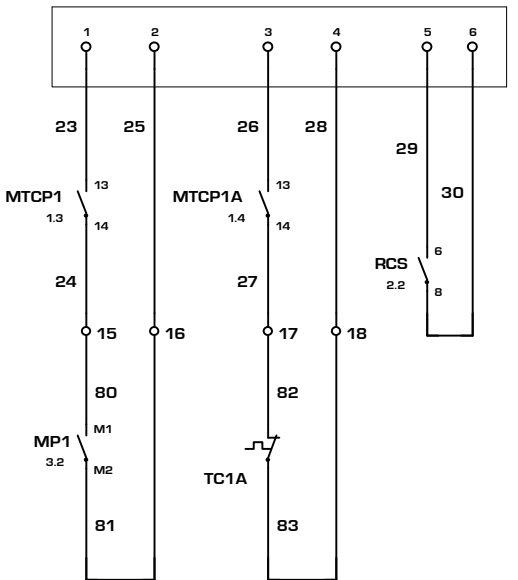 1 2 3 4 5 6
23 25 26 28
29
13 13
MTCP1 MTCP1A
30
1.3 14 1.4 14
6
RCS
24 27 2.2 8
15 16 17 18
80 82
M1
MP1
3.2 M2
TC1A
81 83